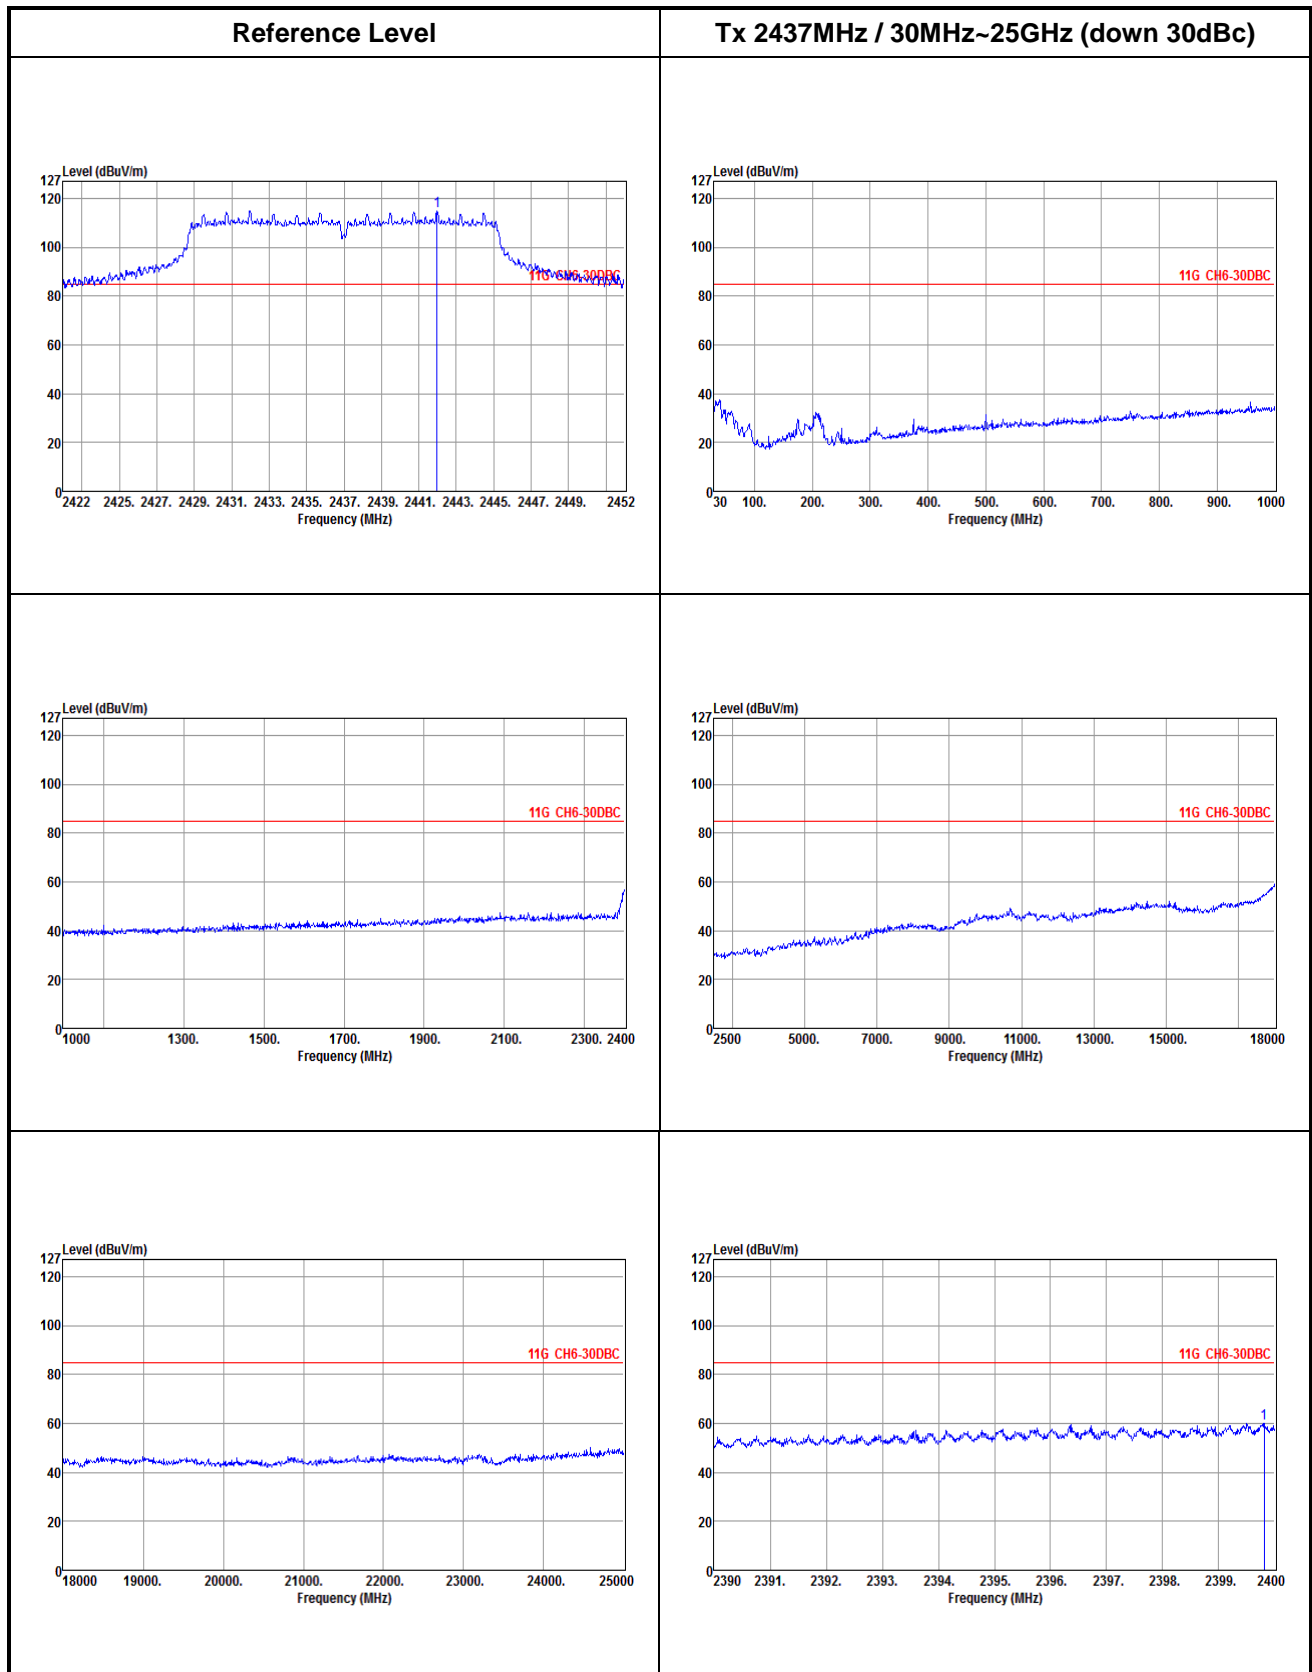 Reference Level
Tx 2437MHz / 30MHz~25GHz (down 30dBc)
Level (dBuV/m)
127
120
100
80
60
40
20
0
1
11G CH6-30DBC
2422 2425. 2427. 2429. 2431. 2433. 2435. 2437. 2439. 2441. 2443. 2445. 2447. 2449. 2452
Frequency (MHz)
Level (dBuV/m)
127
120
100
80
60
40
20
0
11G CH6-30DBC
30 100. 200. 300. 400. 500. 600. 700. 800. 900. 1000
Frequency (MHz)
Level (dBuV/m)
127
120
100
80
60
40
20
0
11G CH6-30DBC
1000 1300. 1500. 1700. 1900. 2100. 2300. 2400
Frequency (MHz)
Level (dBuV/m)
127
120
100
80
60
40
20
0
11G CH6-30DBC
2500 5000. 7000. 9000. 11000. 13000. 15000. 18000
Frequency (MHz)
Level (dBuV/m)
127
120
100
80
60
40
20
0
11G CH6-30DBC
18000 19000. 20000. 21000. 22000. 23000. 24000. 25000
Frequency (MHz)
Level (dBuV/m)
127
120
100
80
60
40
20
0
11G CH6-30DBC
1
2390 2391. 2392. 2393. 2394. 2395. 2396. 2397. 2398. 2399. 2400
Frequency (MHz)